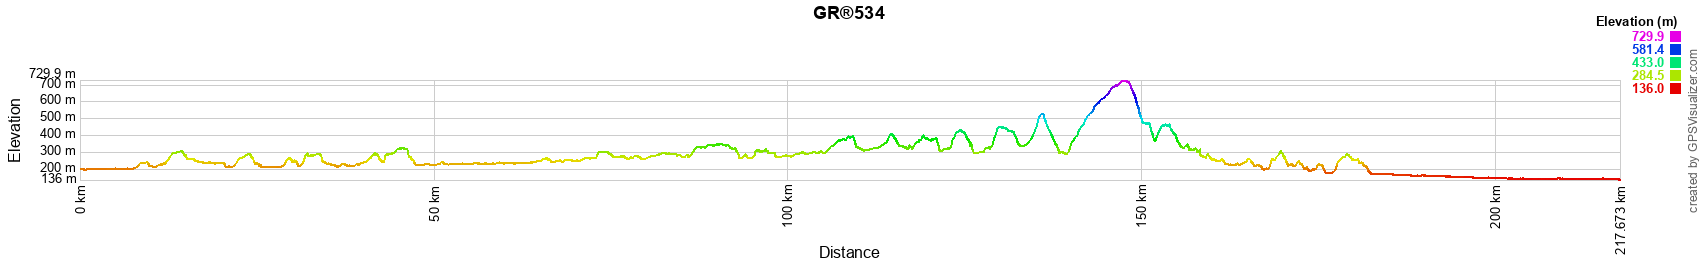 GR®534
Elevation (m)
729.9
581.4
433.0
284.5
136.0
729.9 m
700 m
600 m
500 m
400 m
300 m
200 m
136 m
Elevation
0 km
50 km
100 km
150 km
200 km
217.673 km
Distance
created by GPSVisualizer.com